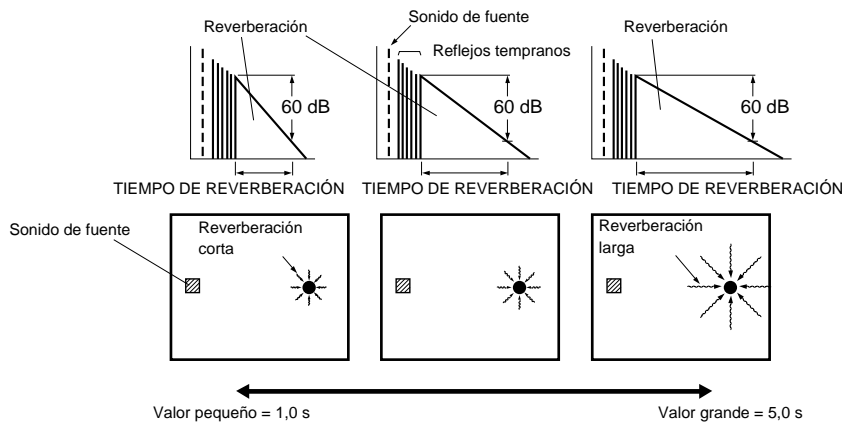 Sonido de fuente
Reverberación
Reflejos tempranos
Reverberación
60 dB
60 dB
60 dB
TIEMPO DE REVERBERACIÓN
TIEMPO DE REVERBERACIÓN
TIEMPO DE REVERBERACIÓN
Sonido de fuente
Reverberación
corta
Reverberación
larga
Valor pequeño = 1,0 s
Valor grande = 5,0 s